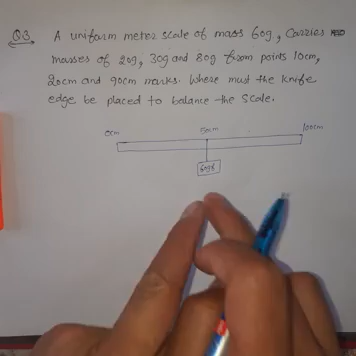 Q3. A uniform meter scale of mass 60g, carries
masses of 20g, 30g and 80g from points 10cm,
20cm and 90cm marks. Where must the knife
edge be placed to balance the scale.
0cm 50cm 100cm
60gf